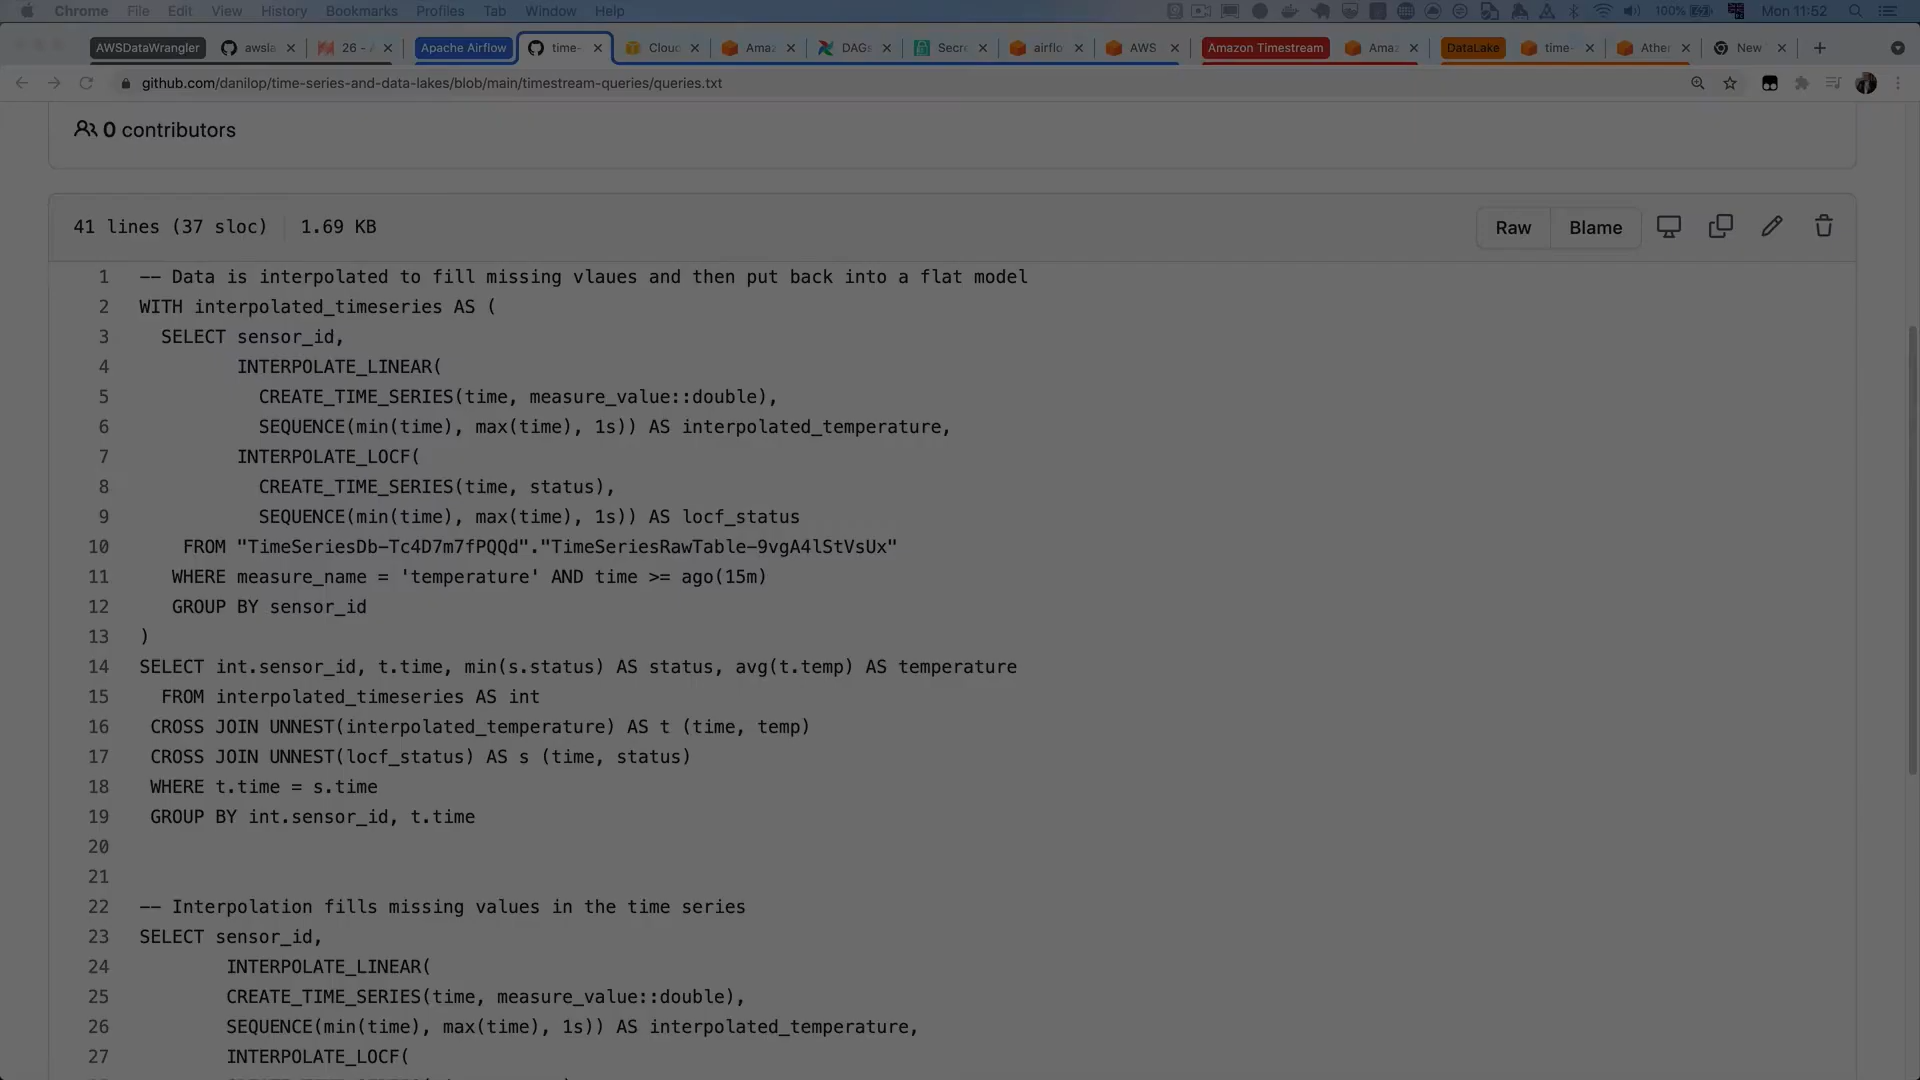 Chrome File Edit View History Bookmarks Profiles Tab Window Help 100% Mon 11:52
AWSDataWrangler awsla 26 - Apache Airflow time- Cloud Amaz DAGs Secre airflo AWS Amazon Timestream Amaz DataLake time- Athen New
github.com/danilop/time-series-and-data-lakes/blob/main/timestream-queries/queries.txt
0 contributors
41 lines (37 sloc) 1.69 KB Raw Blame
1 -- Data is interpolated to fill missing vlaues and then put back into a flat model
2 WITH interpolated_timeseries AS (
3 SELECT sensor_id,
4 INTERPOLATE_LINEAR(
5 CREATE_TIME_SERIES(time, measure_value::double),
6 SEQUENCE(min(time), max(time), 1s)) AS interpolated_temperature,
7 INTERPOLATE_LOCF(
8 CREATE_TIME_SERIES(time, status),
9 SEQUENCE(min(time), max(time), 1s)) AS locf_status
10 FROM "TimeSeriesDb-Tc4D7m7fPQQd"."TimeSeriesRawTable-9vgA4lStVsUx"
11 WHERE measure_name = 'temperature' AND time >= ago(15m)
12 GROUP BY sensor_id
13 )
14 SELECT int.sensor_id, t.time, min(s.status) AS status, avg(t.temp) AS temperature
15 FROM interpolated_timeseries AS int
16 CROSS JOIN UNNEST(interpolated_temperature) AS t (time, temp)
17 CROSS JOIN UNNEST(locf_status) AS s (time, status)
18 WHERE t.time = s.time
19 GROUP BY int.sensor_id, t.time
20
21
22 -- Interpolation fills missing values in the time series
23 SELECT sensor_id,
24 INTERPOLATE_LINEAR(
25 CREATE_TIME_SERIES(time, measure_value::double),
26 SEQUENCE(min(time), max(time), 1s)) AS interpolated_temperature,
27 INTERPOLATE_LOCF(